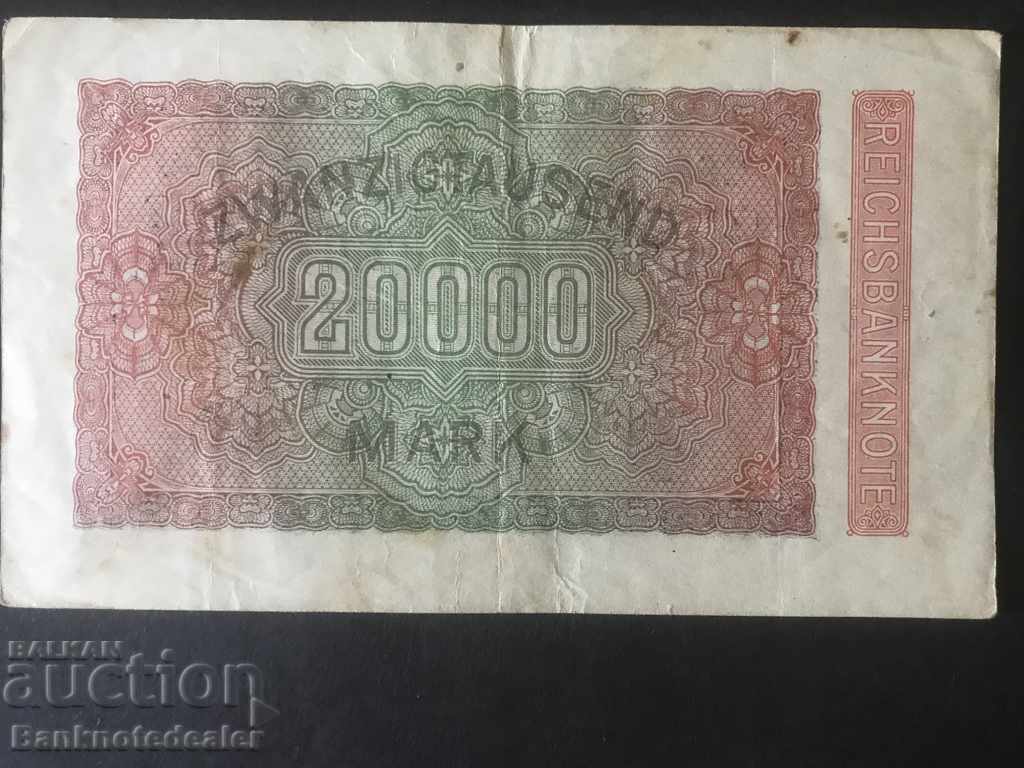 ZWANZIGTAUSEND
20000
MARK
REICHSBANKNOTE
BALKAN
auction
Banknotedealer